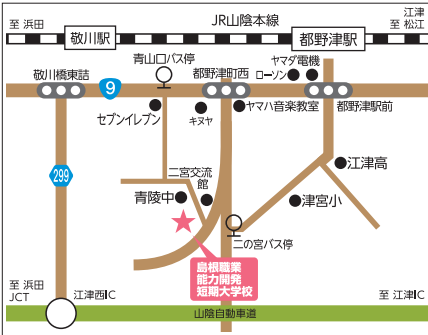 至 浜田
JR山陰本線
江津
至 松江
敬川駅
都野津駅
青山口バス停
ヤマダ電機
敬川橋東詰
都野津町西
ローソン
9
セブンイレブン
キヌヤ
ヤマハ音楽教室
都野津駅前
299
二宮交流
館
青陵中
江津高
津宮小
二の宮バス停
島根職業
能力開発
短期大学校
至 浜田
JCT
江津西IC
至 江津IC
山陰自動車道